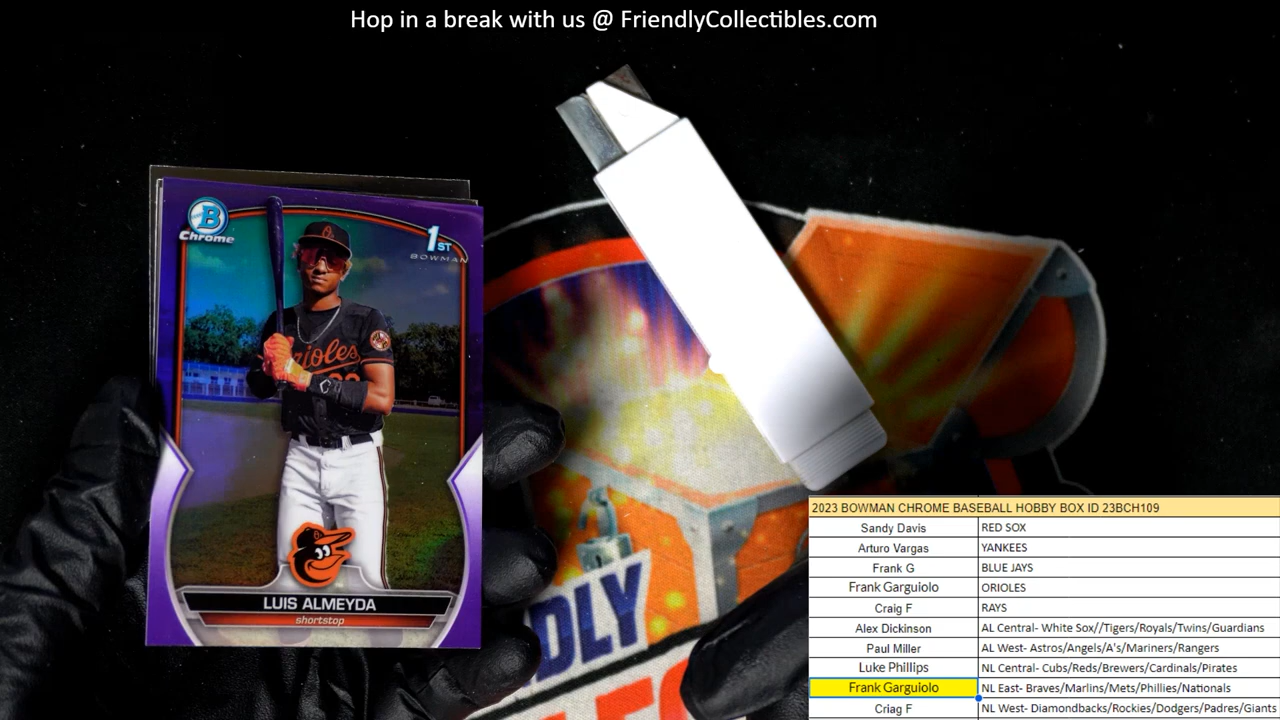 Hop in a break with us @ FriendlyCollectibles.com
B
Chrome
1ST
BOWMAN
Orioles
LUIS ALMEYDA
shortstop
DLY
2023 BOWMAN CHROME BASEBALL HOBBY BOX ID 23BCH109
Sandy Davis RED SOX
Arturo Vargas YANKEES
Frank G BLUE JAYS
Frank Garguiolo ORIOLES
Craig F RAYS
Alex Dickinson AL Central- White Sox//Tigers/Royals/Twins/Guardians
Paul Miller AL West- Astros/Angels/A's/Mariners/Rangers
Luke Phillips NL Central- Cubs/Reds/Brewers/Cardinals/Pirates
Frank Garguiolo NL East- Braves/Marlins/Mets/Phillies/Nationals
Criag F NL West- Diamondbacks/Rockies/Dodgers/Padres/Giants